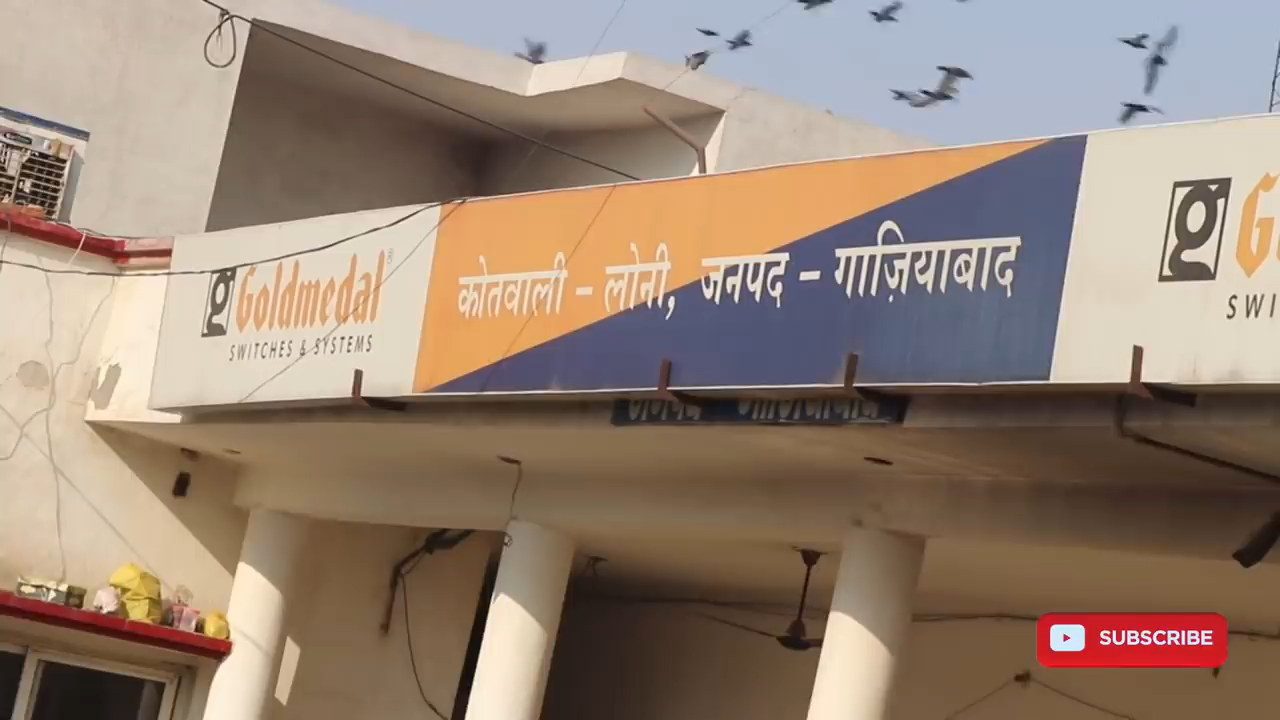 Goldmedal®
SWITCHES & SYSTEMS
कोतवाली – लोनी, जनपद – गाज़ियाबाद
SUBSCRIBE